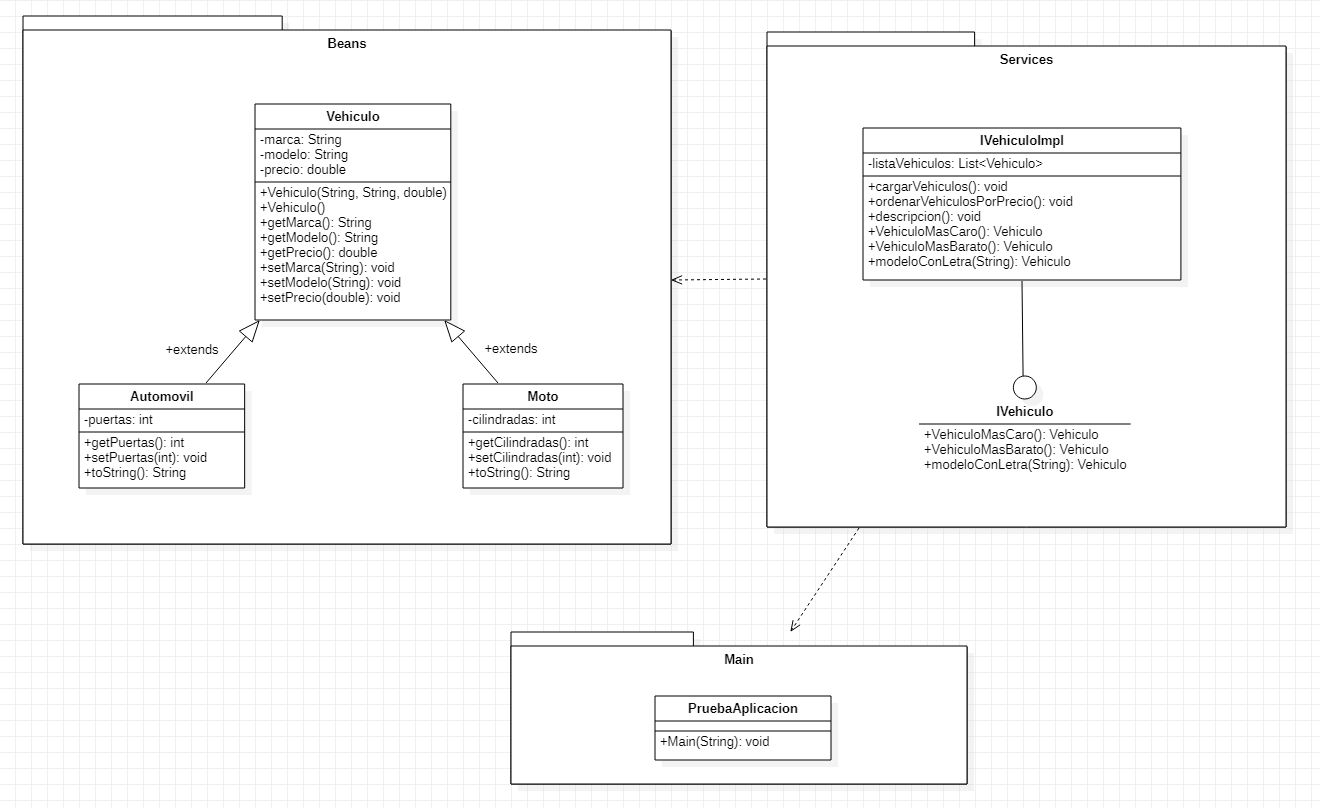 Beans
Vehiculo
-marca: String
-modelo: String
-precio: double
+Vehiculo(String, String, double)
+Vehiculo()
+getMarca(): String
+getModelo(): String
+getPrecio(): double
+setMarca(String): void
+setModelo(String): void
+setPrecio(double): void
+extends
+extends
Automovil
-puertas: int
+getPuertas(): int
+setPuertas(int): void
+toString(): String
Moto
-cilindradas: int
+getCilindradas(): int
+setCilindradas(int): void
+toString(): String
Services
IVehiculoImpl
-listaVehiculos: List<Vehiculo>
+cargarVehiculos(): void
+ordenarVehiculosPorPrecio(): void
+descripcion(): void
+VehiculoMasCaro(): Vehiculo
+VehiculoMasBarato(): Vehiculo
+modeloConLetra(String): Vehiculo
IVehiculo
+VehiculoMasCaro(): Vehiculo
+VehiculoMasBarato(): Vehiculo
+modeloConLetra(String): Vehiculo
Main
PruebaAplicacion
+Main(String): void